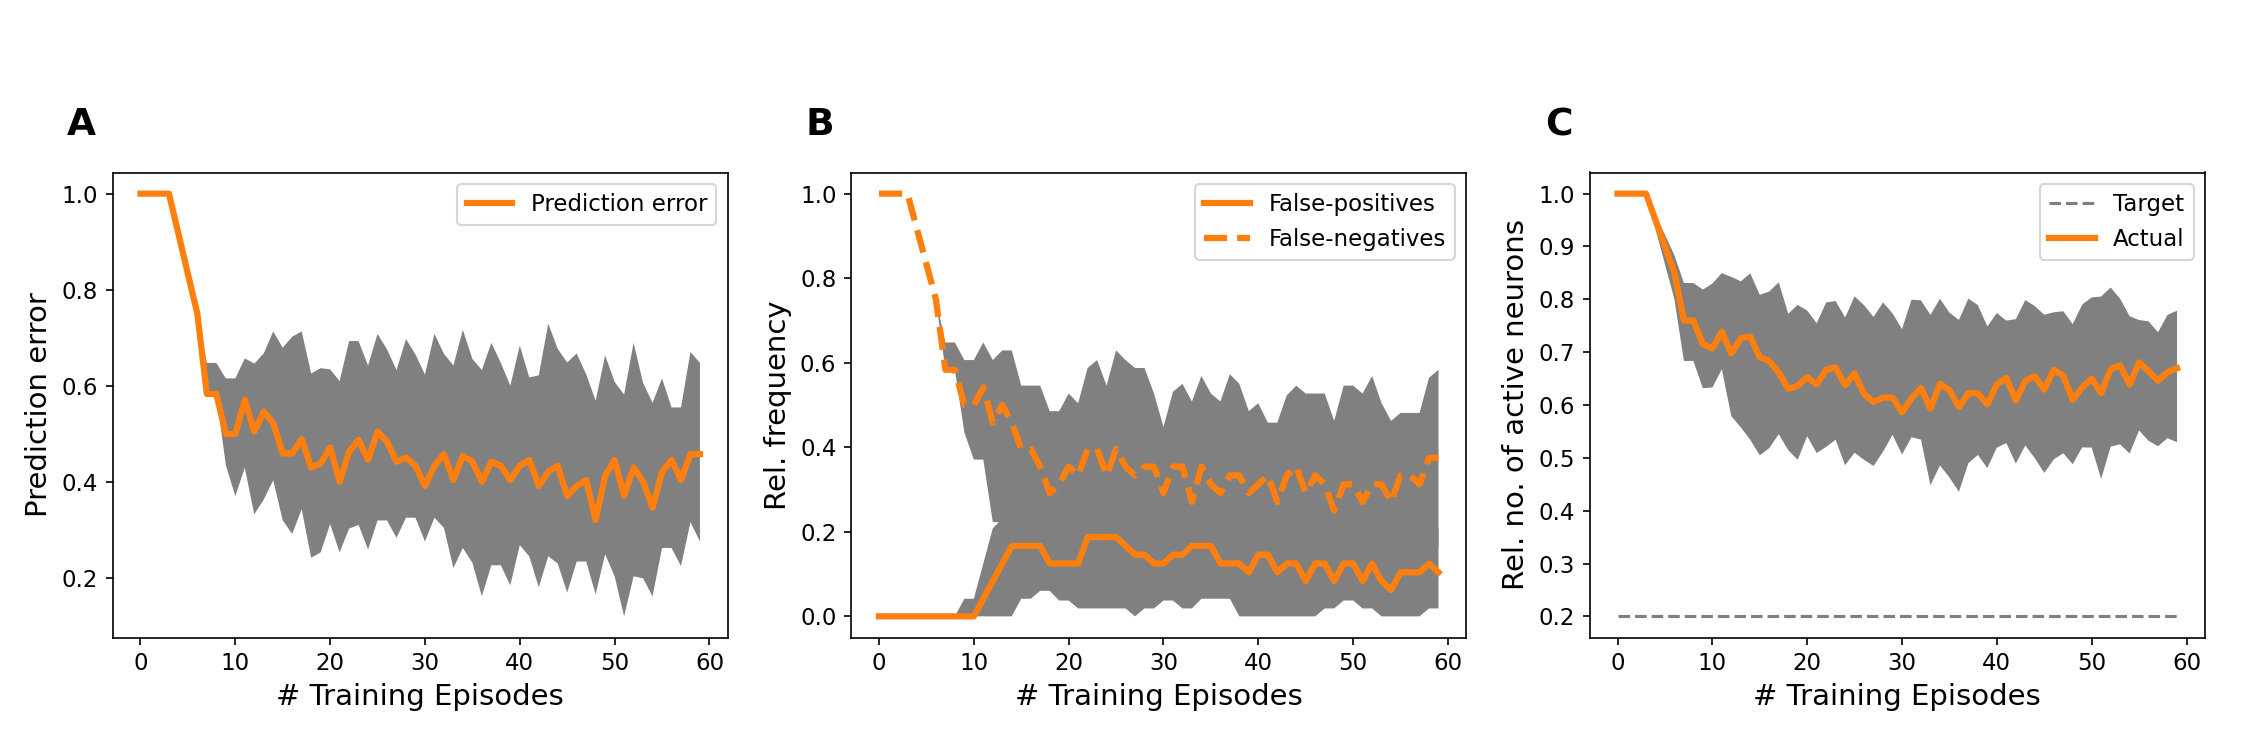 A
B
C
Prediction error
1.0
0.8
0.6
0.4
0.2
0
10
20
30
40
50
60
# Training Episodes
Prediction error
False-positives
False-negatives
1.0
0.8
0.6
0.4
0.2
0.0
0
10
20
30
40
50
60
# Training Episodes
Rel. frequency
Target
Actual
1.0
0.9
0.8
0.7
0.6
0.5
0.4
0.3
0.2
0
10
20
30
40
50
60
# Training Episodes
Rel. no. of active neurons